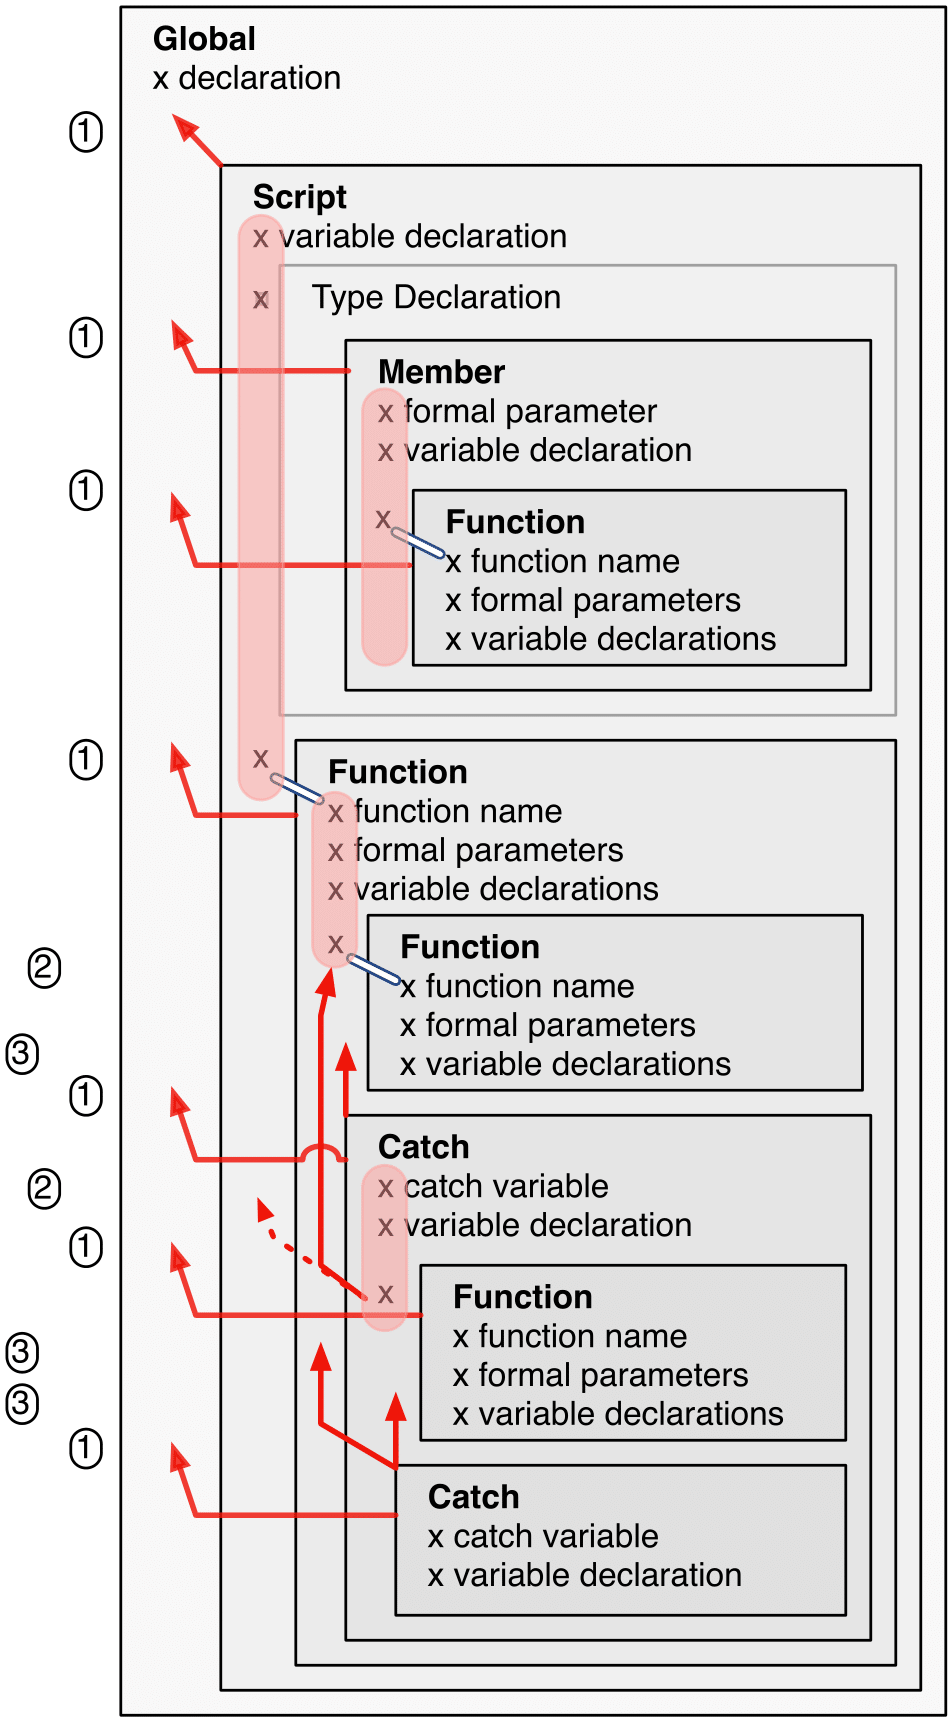 Global
x declaration
1
Script
x variable declaration
x Type Declaration
1
Member
x formal parameter
x variable declaration
1
x Function
x function name
x formal parameters
x variable declarations
1
x
Function
x function name
x formal parameters
x variable declarations
x Function
2
x function name
x formal parameters
3
x variable declarations
1
Catch
2
x catch variable
x variable declaration
1
x Function
x function name
3
x formal parameters
3
x variable declarations
1
Catch
x catch variable
x variable declaration